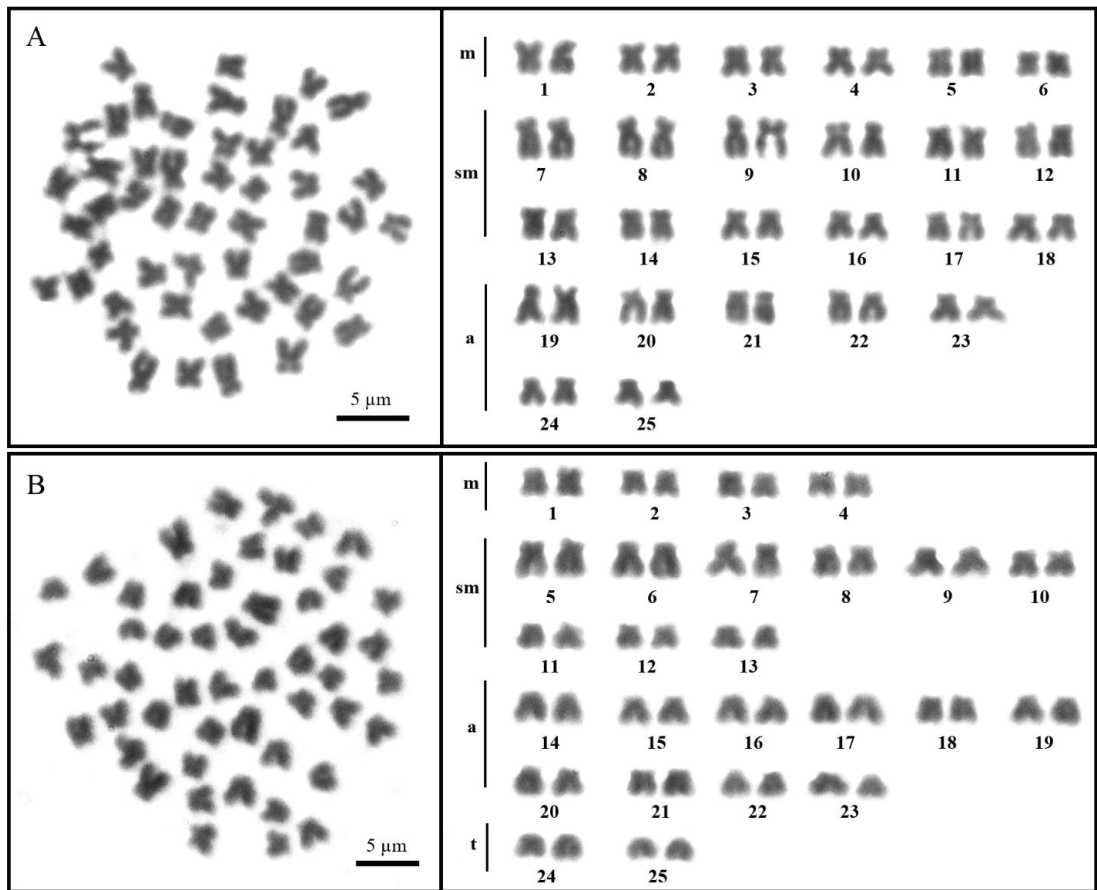 A
5 µm
m
1 2 3 4 5 6
sm
7 8 9 10 11 12
13 14 15 16 17 18
a
19 20 21 22 23
24 25
B
5 µm
m
1 2 3 4
sm
5 6 7 8 9 10
11 12 13
a
14 15 16 17 18 19
20 21 22 23
t
24 25